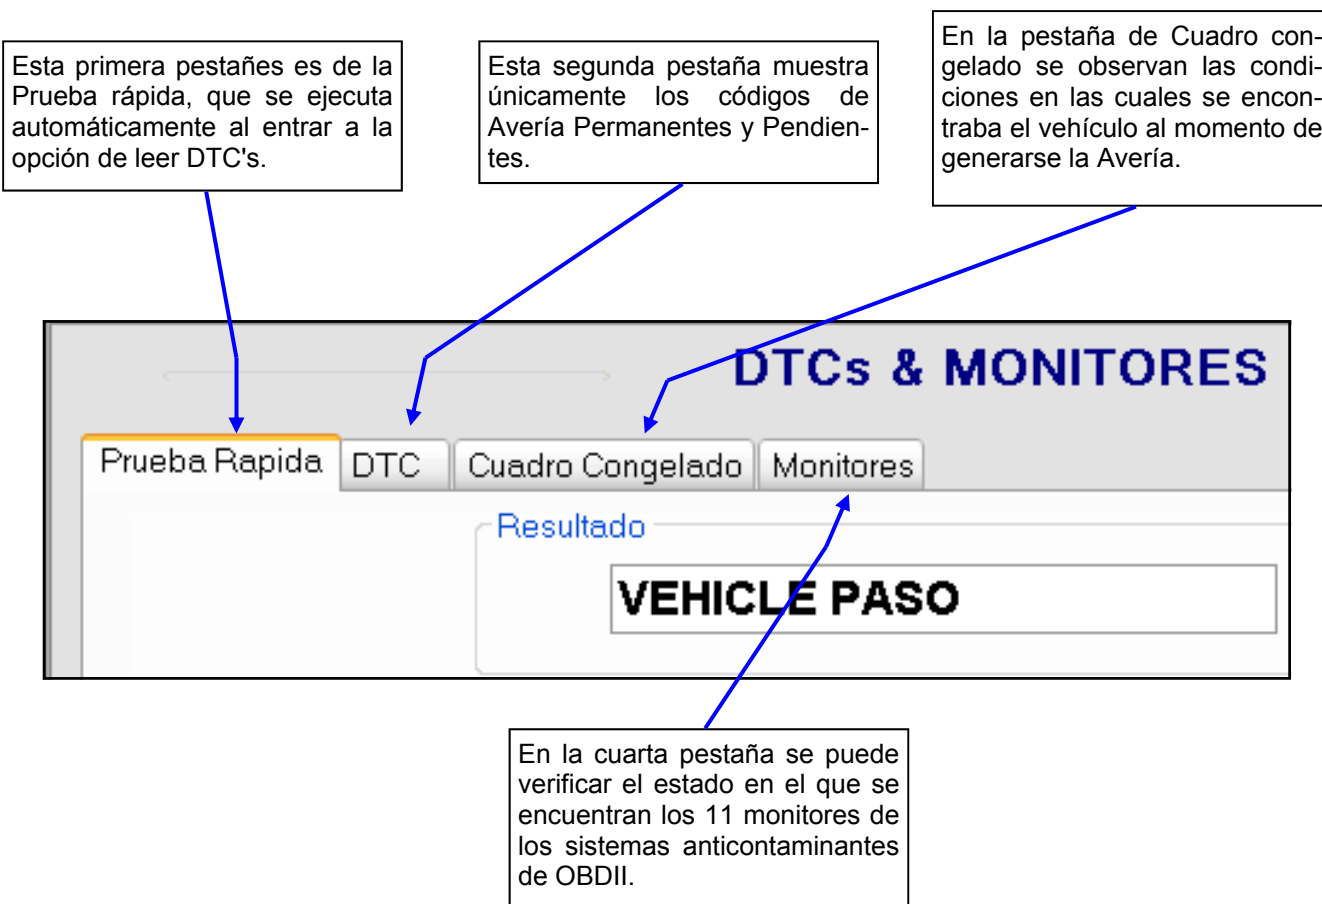 Esta primera pestañes es de la
Prueba rápida, que se ejecuta
automáticamente al entrar a la
opción de leer DTC's.
Esta segunda pestaña muestra
únicamente los códigos de
Avería Permanentes y Pendien-
tes.
En la pestaña de Cuadro con-
gelado se observan las condi-
ciones en las cuales se encon-
traba el vehículo al momento de
generarse la Avería.
DTCs & MONITORES
Prueba Rapida DTC Cuadro Congelado Monitores
Resultado
VEHICLE PASO
En la cuarta pestaña se puede
verificar el estado en el que se
encuentran los 11 monitores de
los sistemas anticontaminantes
de OBDII.